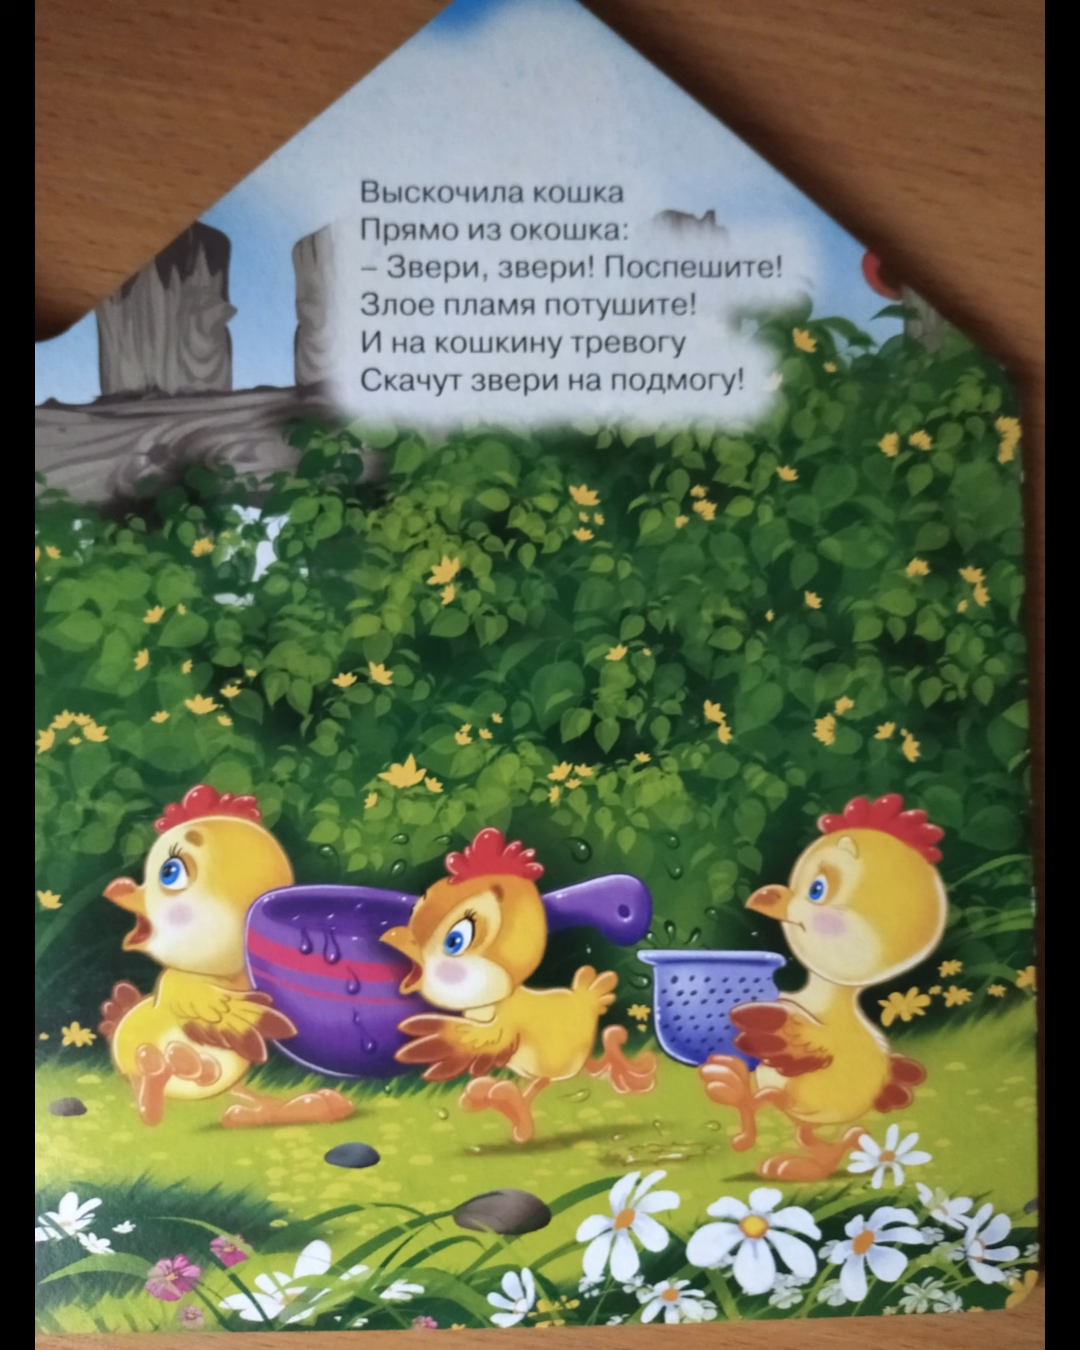 Выскочила кошка
Прямо из окошка:
– Звери, звери! Поспешите!
Злое пламя потушите!
И на кошкину тревогу
Скачут звери на подмогу!